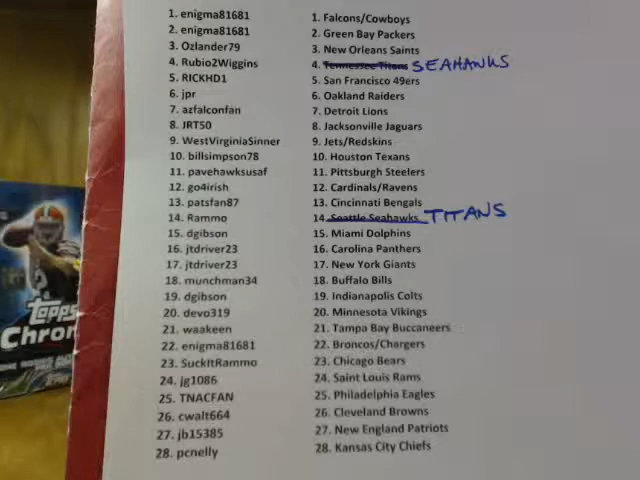 1. enigma81681
2. enigma81681
3. Ozlander79
4. Rubio2Wiggins
5. RICKHD1
6. jpr
7. azfalconfan
8. JRT50
9. WestVirginiaSinner
10. billsimpson78
11. pavehawksusaf
12. go4irish
13. patsfan87
14. Rammo
15. dgibson
16. jtdriver23
17. jtdriver23
18. munchman34
19. dgibson
20. devo319
21. waakeen
22. enigma81681
23. SuckItRammo
24. jg1086
25. TNACFAN
26. cwalt664
27. jb15385
28. pcnelly
1. Falcons/Cowboys
2. Green Bay Packers
3. New Orleans Saints
4. Tennessee Titans SEAHAWKS
5. San Francisco 49ers
6. Oakland Raiders
7. Detroit Lions
8. Jacksonville Jaguars
9. Jets/Redskins
10. Houston Texans
11. Pittsburgh Steelers
12. Cardinals/Ravens
13. Cincinnati Bengals
14. Seattle Seahawks TITANS
15. Miami Dolphins
16. Carolina Panthers
17. New York Giants
18. Buffalo Bills
19. Indianapolis Colts
20. Minnesota Vikings
21. Tampa Bay Buccaneers
22. Broncos/Chargers
23. Chicago Bears
24. Saint Louis Rams
25. Philadelphia Eagles
26. Cleveland Browns
27. New England Patriots
28. Kansas City Chiefs
Topps
Chrom